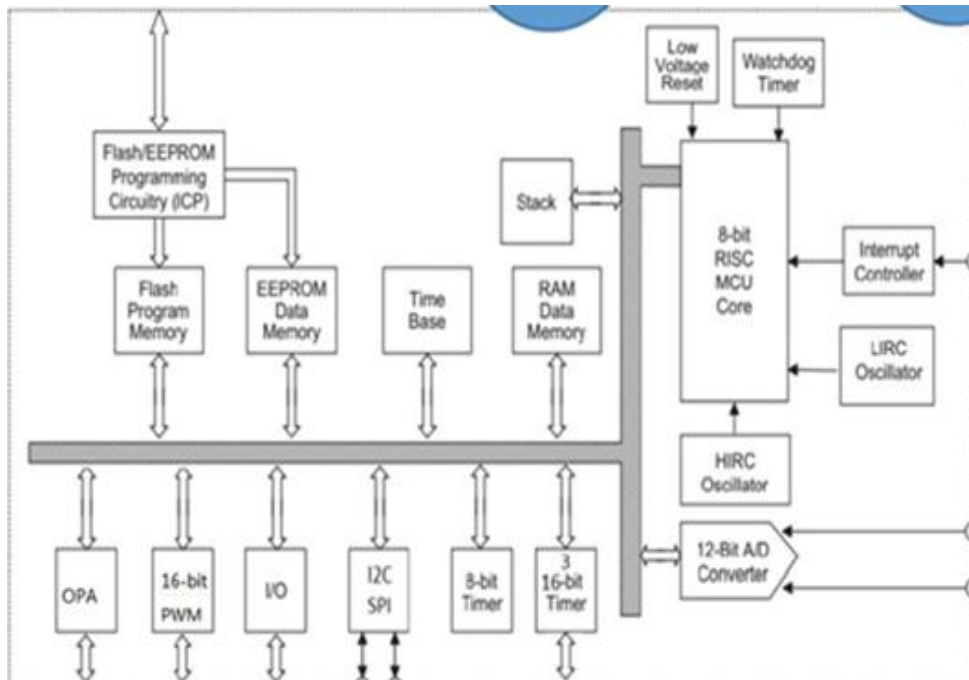 Low
Voltage
Reset
Watchdog
Timer
Flash/EEPROM
Programming
Circuitry (ICP)
Stack
8-bit
RISC
MCU
Core
Interrupt
Controller
Flash
Program
Memory
EEPROM
Data
Memory
Time
Base
RAM
Data
Memory
LIRC
Oscillator
HIRC
Oscillator
12-Bit A/D
Converter
OPA
16-bit
PWM
I/O
I2C
SPI
8-bit
Timer
3
16-bit
Timer